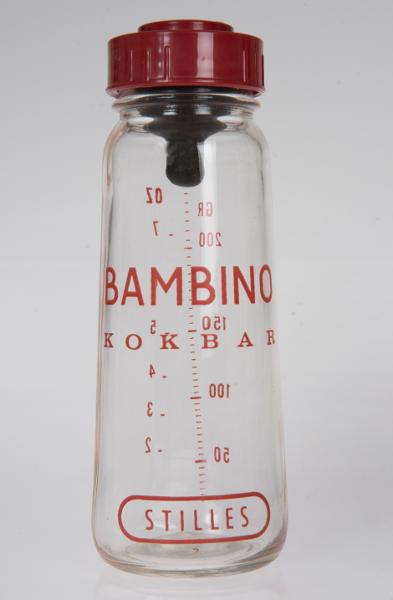 OZ GR
7 200
BAMBINO
5 150
KOKBAR
4
100
3
2 50
STILLES